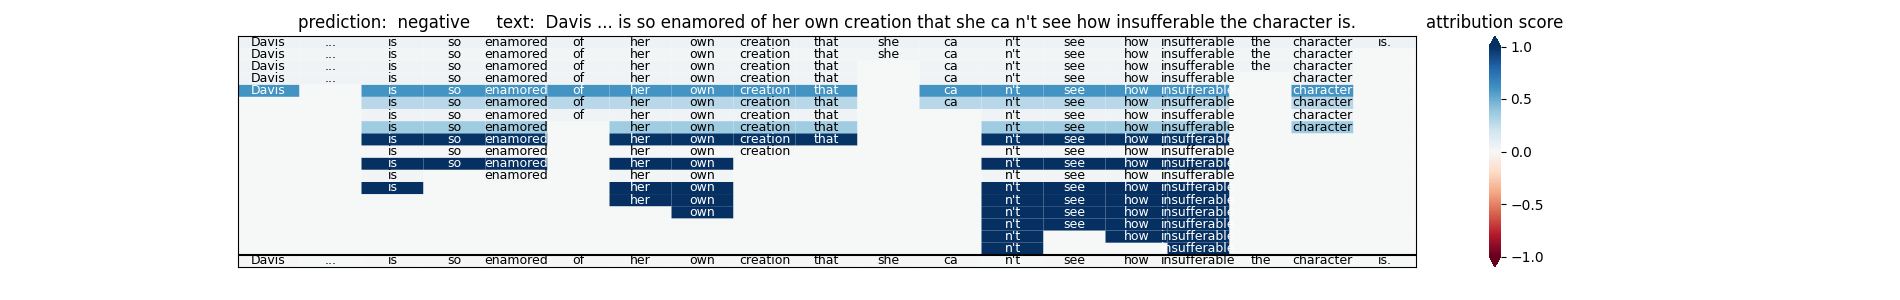 prediction: negative text: Davis ... is so enamored of her own creation that she ca n't see how insufferable the character is. attribution score
Davis ... is so enamored of her own creation that she ca n't see how insufferable the character is. 1.0
Davis ... is so enamored of her own creation that she ca n't see how insufferable the character
Davis ... is so enamored of her own creation that ca n't see how insufferable the character
Davis ... is so enamored of her own creation that ca n't see how insufferable character
Davis is so enamored of her own creation that ca n't see how insufferable character
is so enamored of her own creation that ca n't see how insufferable character 0.5
is so enamored of her own creation that n't see how insufferable character
is so enamored her own creation that n't see how insufferable character
is so enamored her own creation that n't see how insufferable
is so enamored her own creation n't see how insufferable 0.0
is so enamored her own n't see how insufferable
is enamored her own n't see how insufferable
is her own n't see how insufferable
her own n't see how insufferable
own n't see how insufferable −0.5
n't see how insufferable
n't how insufferable
n't insufferable
Davis ... is so enamored of her own creation that she ca n't see how insufferable the character is. −1.0